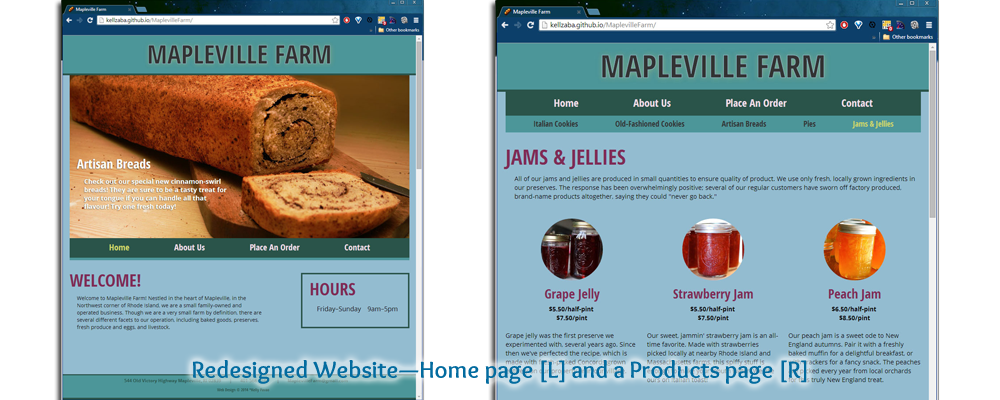 Mapleville Farm
kellzaba.github.io/MaplevilleFarm/
Other bookmarks
MAPLEVILLE FARM
Artisan Breads
Check out our special new cinnamon-swirl
breads! They are sure to be a tasty treat for
your tongue if you can handle all that
flavour! Try one fresh today!
Home About Us Place An Order Contact
WELCOME!
Welcome to Mapleville Farm! Nestled in the heart of Mapleville, in the
Northwest corner of Rhode Island, we are a small family-owned and
operated business. Though we are a very small farm by definition, there are
several different facets to our operation, including baked goods, preserves,
fresh produce and eggs, and livestock.
HOURS
Friday-Sunday 9am-5pm
Mapleville Farm
kellzaba.github.io/MaplevilleFarm/
Other bookmarks
MAPLEVILLE FARM
Home About Us Place An Order Contact
Italian Cookies Old-Fashioned Cookies Artisan Breads Pies Jams & Jellies
JAMS & JELLIES
All of our jams and jellies are produced in small portions to ensure quality of product. We use only fresh, locally grown ingredients in
our preserves. The response has been overwhelmingly positive; several of our regular customers have sworn off factory produced,
brand-name products altogether, saying they could "never go back."
Grape Jelly
$5.50/half-pint
$7.50/pint
Grape jelly was the first preserve we
experimented with, several years ago. Since
then we've perfected the recipe, which is
made with
Strawberry Jam
$5.50/half-pint
$7.50/pint
Our sweet, jammin' strawberry jam is an all-
time favorite. Made with strawberries
picked locally at nearby Rhode Island and
Massachusetts farms, this spiffy stuff is
Peach Jam
$6.50/half-pint
$8.50/pint
Our peach jam is a sweet ode to New
England autumns. Pair it with a freshly
baked muffin for a delightful breakfast, or
crackers for a fancy snack. The peaches
picked every year from local orchards
for this truly New England treat.
Redesigned Website—Home page [L] and a Products page [R]